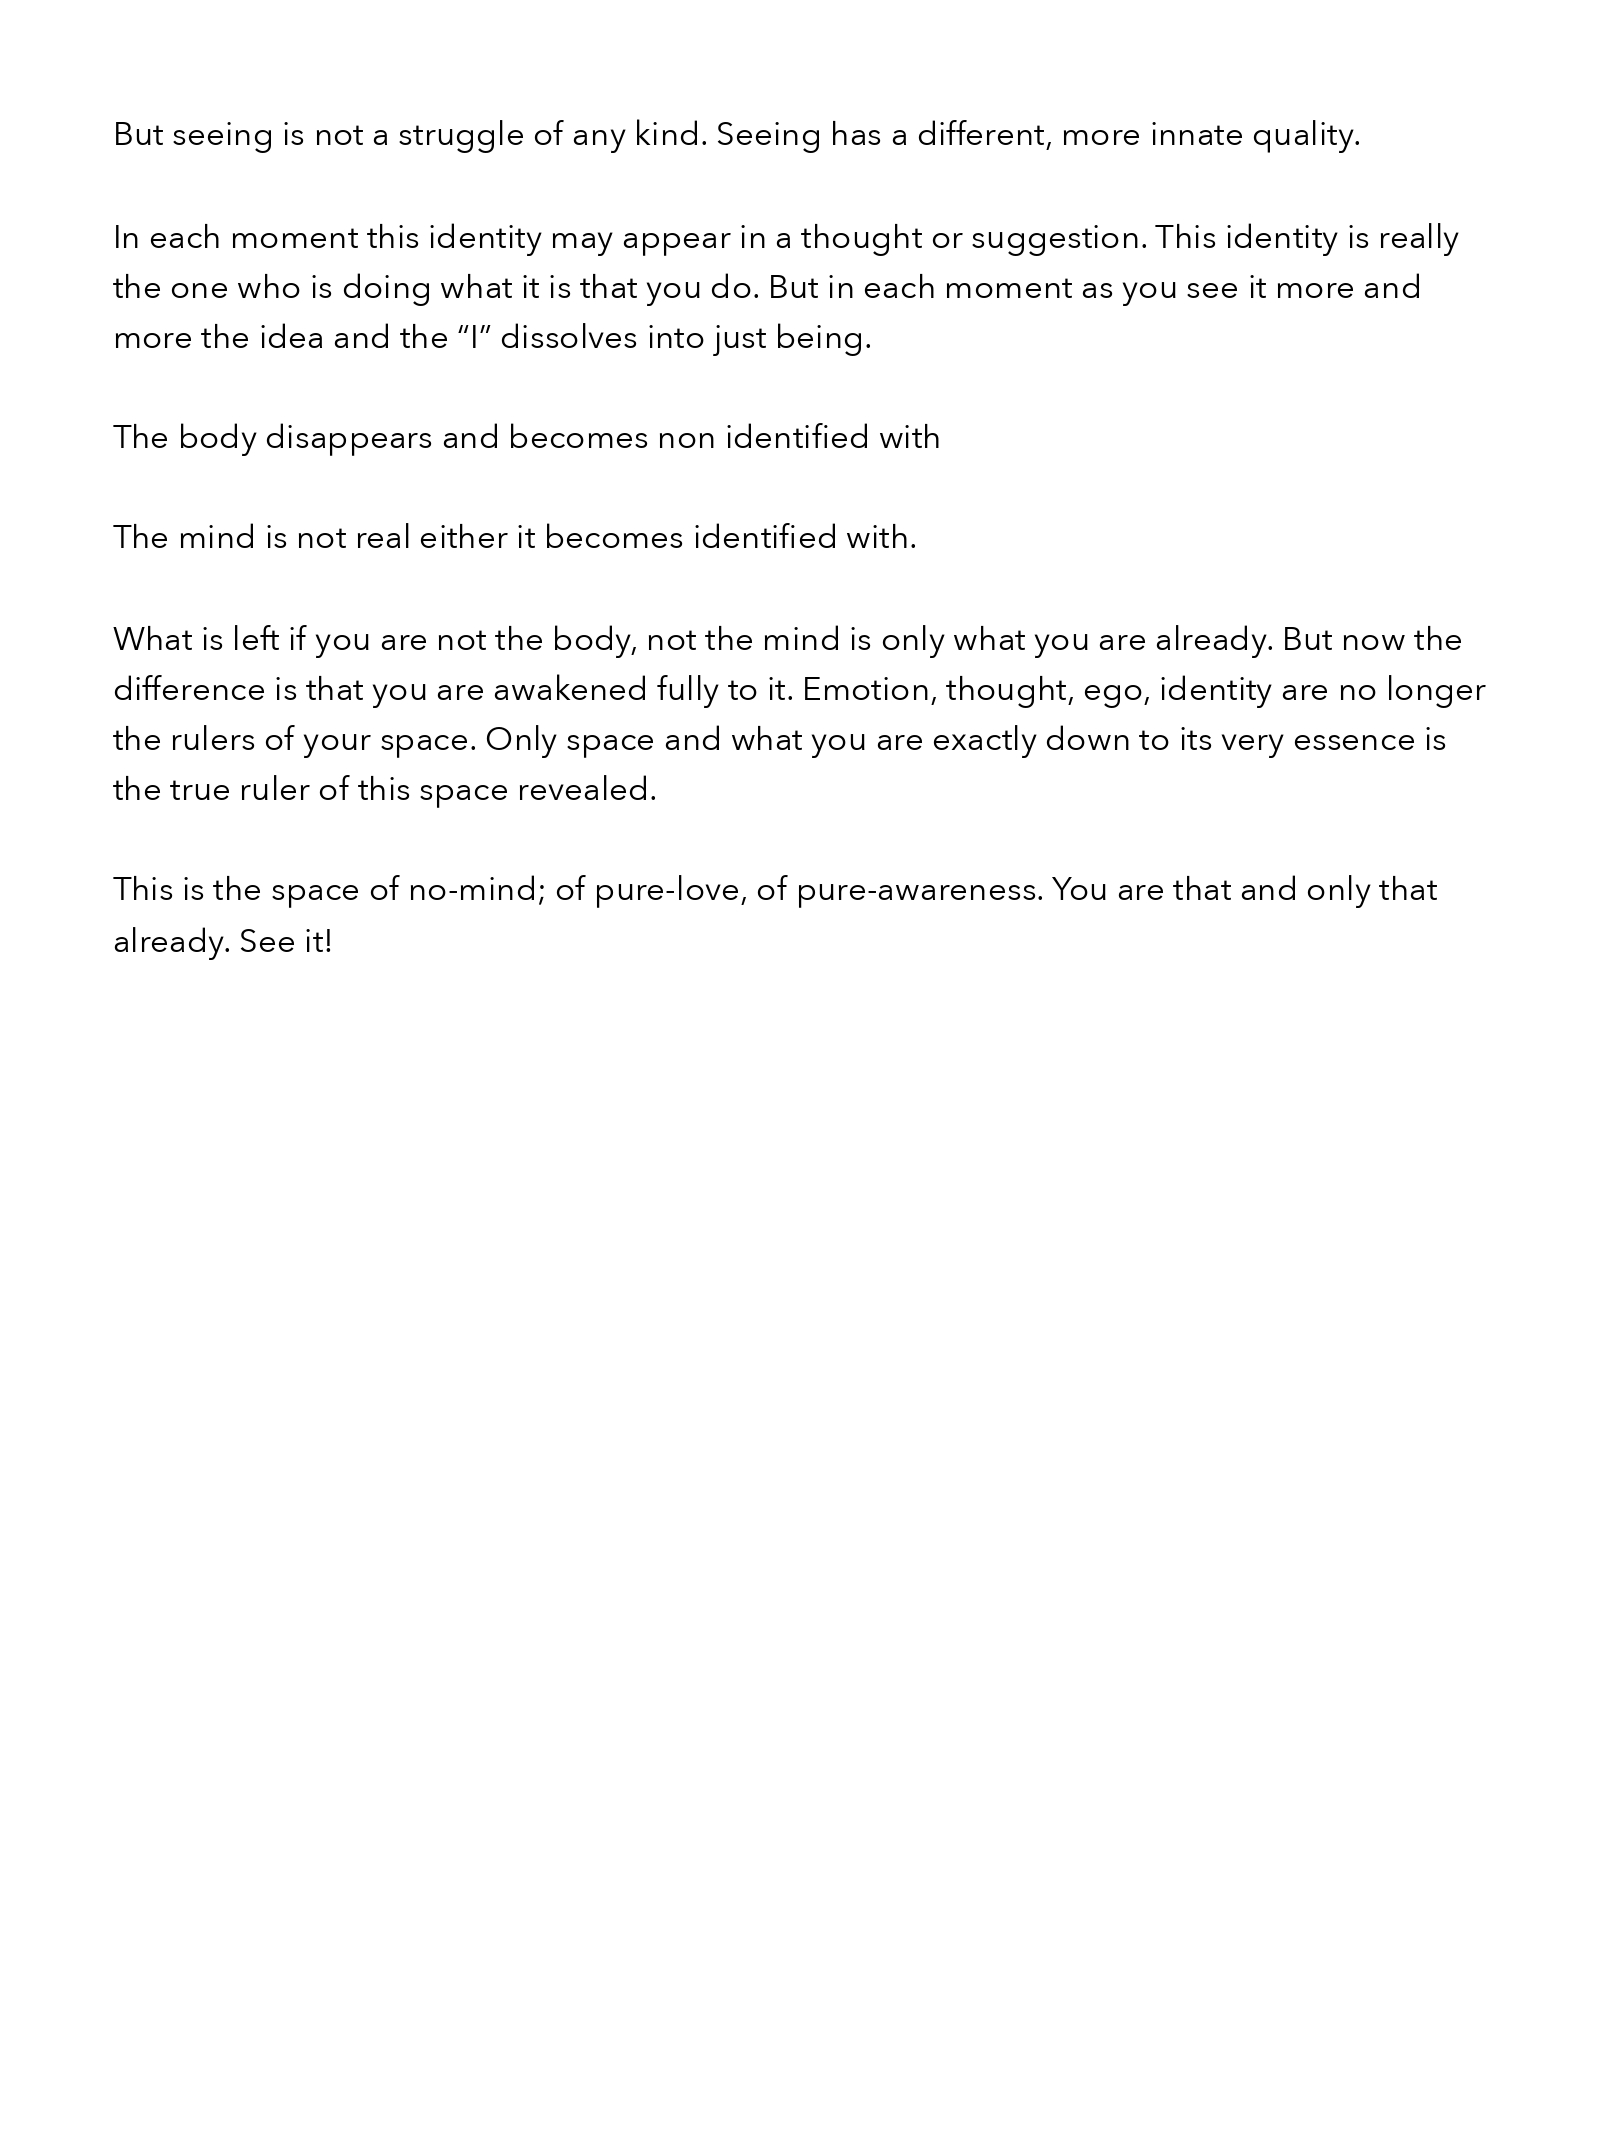 But seeing is not a struggle of any kind. Seeing has a different, more innate quality.
In each moment this identity may appear in a thought or suggestion. This identity is really
the one who is doing what it is that you do. But in each moment as you see it more and
more the idea and the “I” dissolves into just being.
The body disappears and becomes non identified with
The mind is not real either it becomes identified with.
What is left if you are not the body, not the mind is only what you are already. But now the
difference is that you are awakened fully to it. Emotion, thought, ego, identity are no longer
the rulers of your space. Only space and what you are exactly down to its very essence is
the true ruler of this space revealed.
This is the space of no-mind; of pure-love, of pure-awareness. You are that and only that
already. See it!